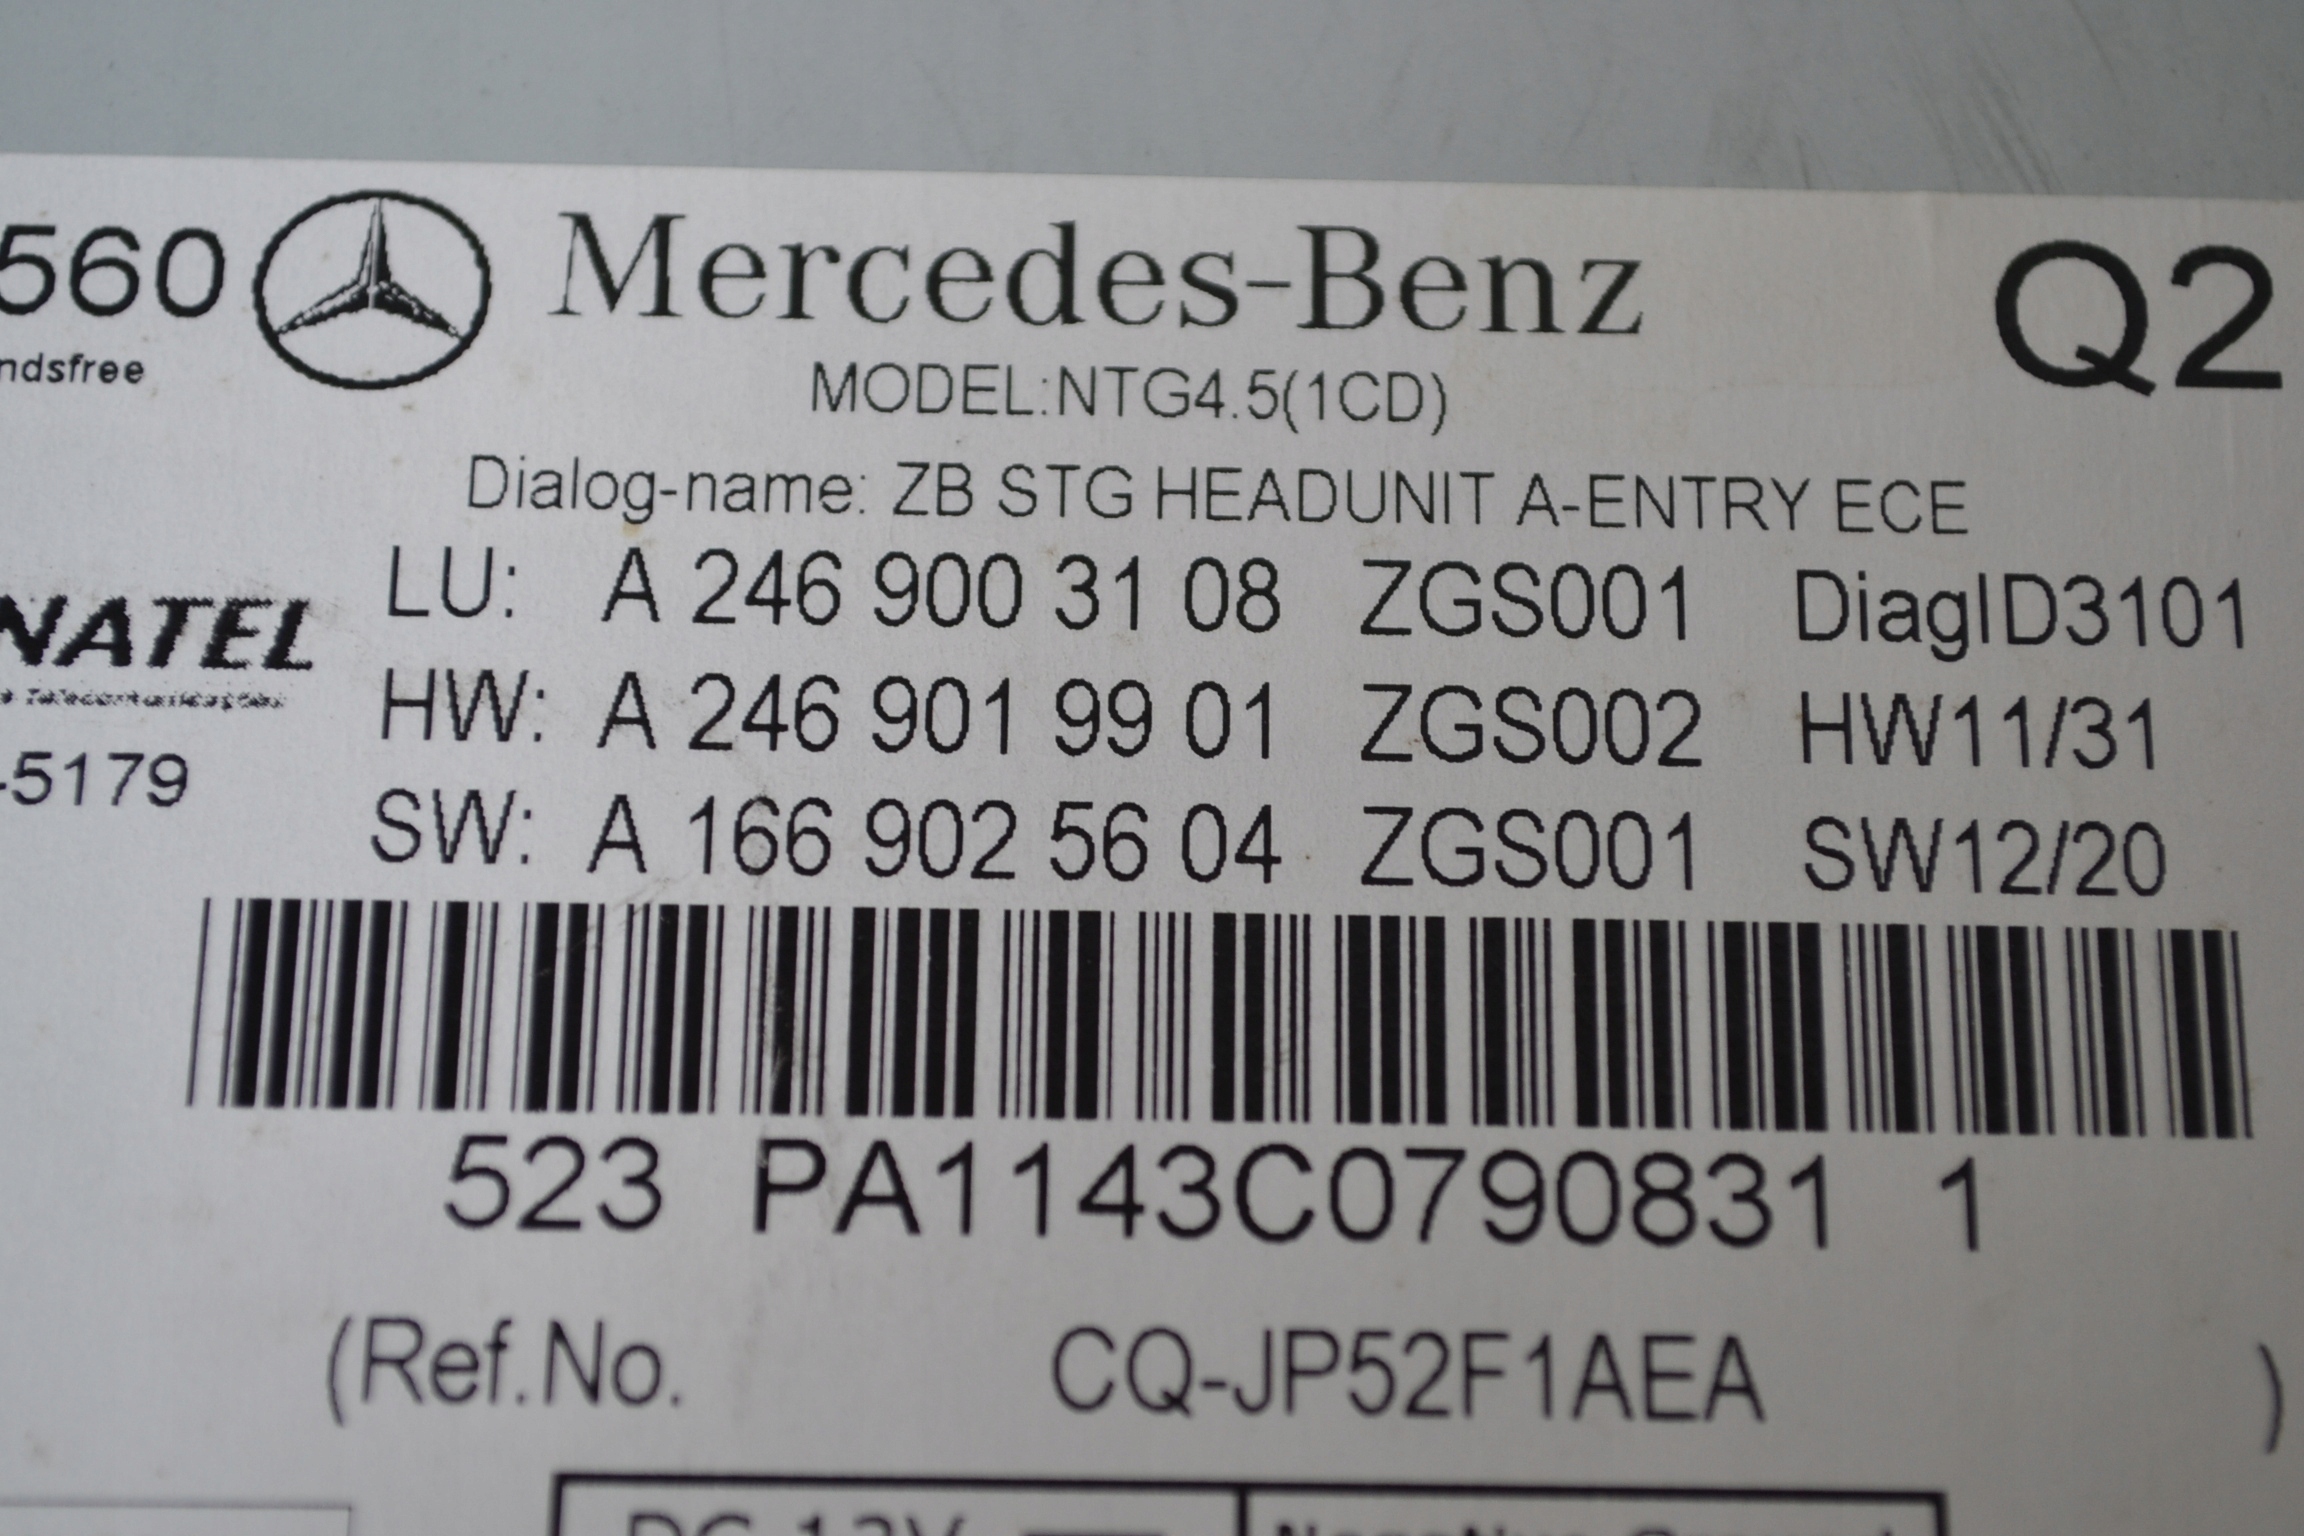 560 Mercedes-Benz Q2
ndsfree
MODEL:NTG4.5(1CD)
Dialog-name: ZB STG HEADUNIT A-ENTRY ECE
LU: A 246 900 31 08 ZGS001 DiagID3101
NATEL
HW: A 246 901 99 01 ZGS002 HW11/31
-5179
SW: A 166 902 56 04 ZGS001 SW12/20
523 PA1143C0790831 1
(Ref.No. CQ-JP52F1AEA )
DC 12V